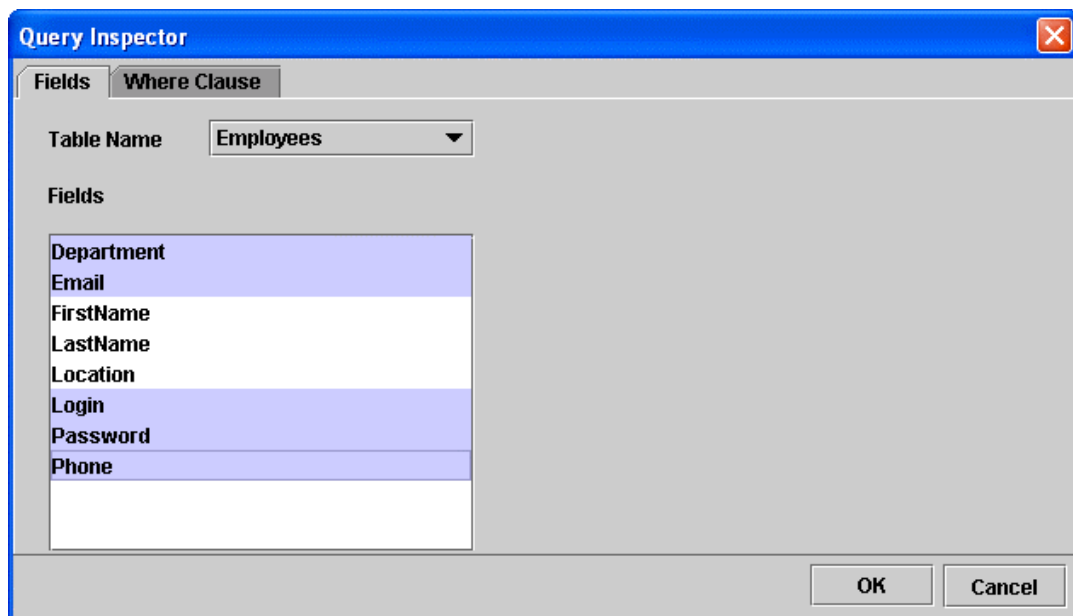 Query Inspector
Fields Where Clause
Table Name Employees
Fields
Department
Email
FirstName
LastName
Location
Login
Password
Phone
OK Cancel